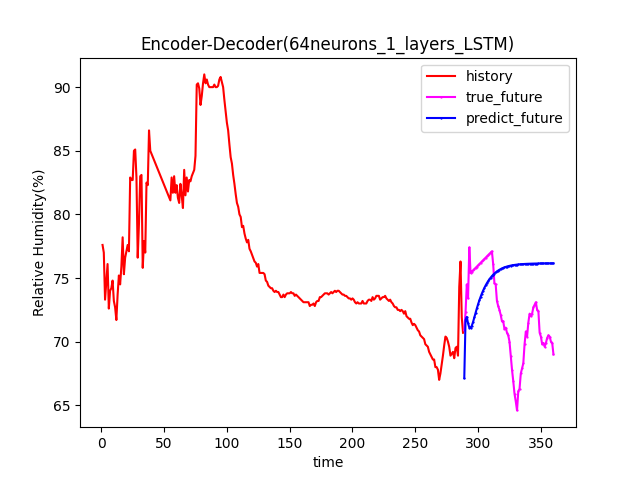 Encoder-Decoder(64neurons_1_layers_LSTM)
history
true_future
predict_future
Relative Humidity(%)
90
85
80
75
70
65
0 50 100 150 200 250 300 350
time